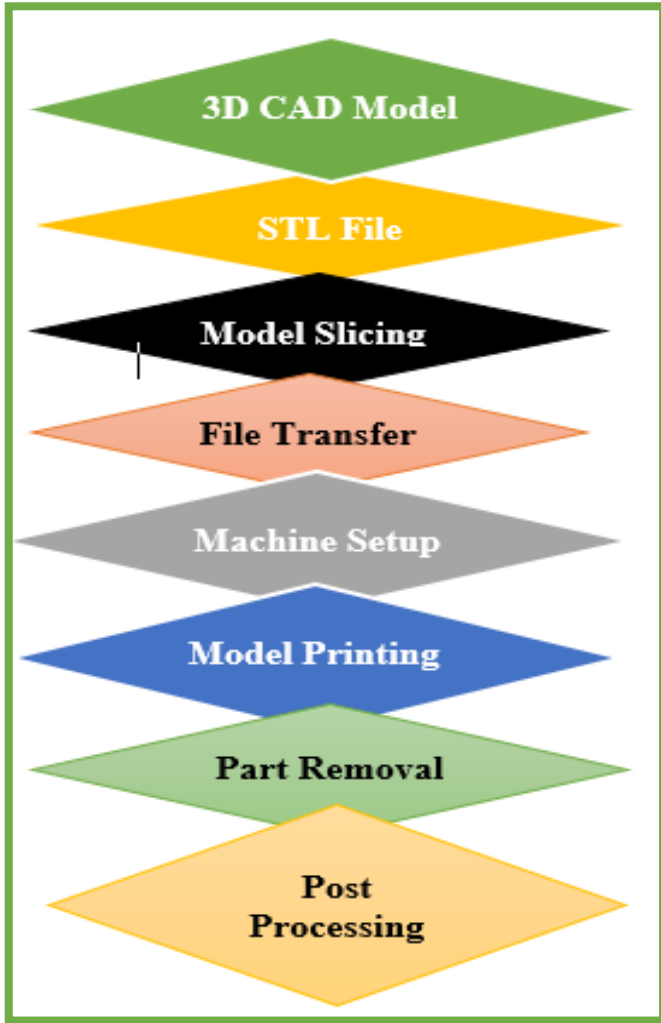 3D CAD Model
STL File
Model Slicing
File Transfer
Machine Setup
Model Printing
Part Removal
Post
Processing